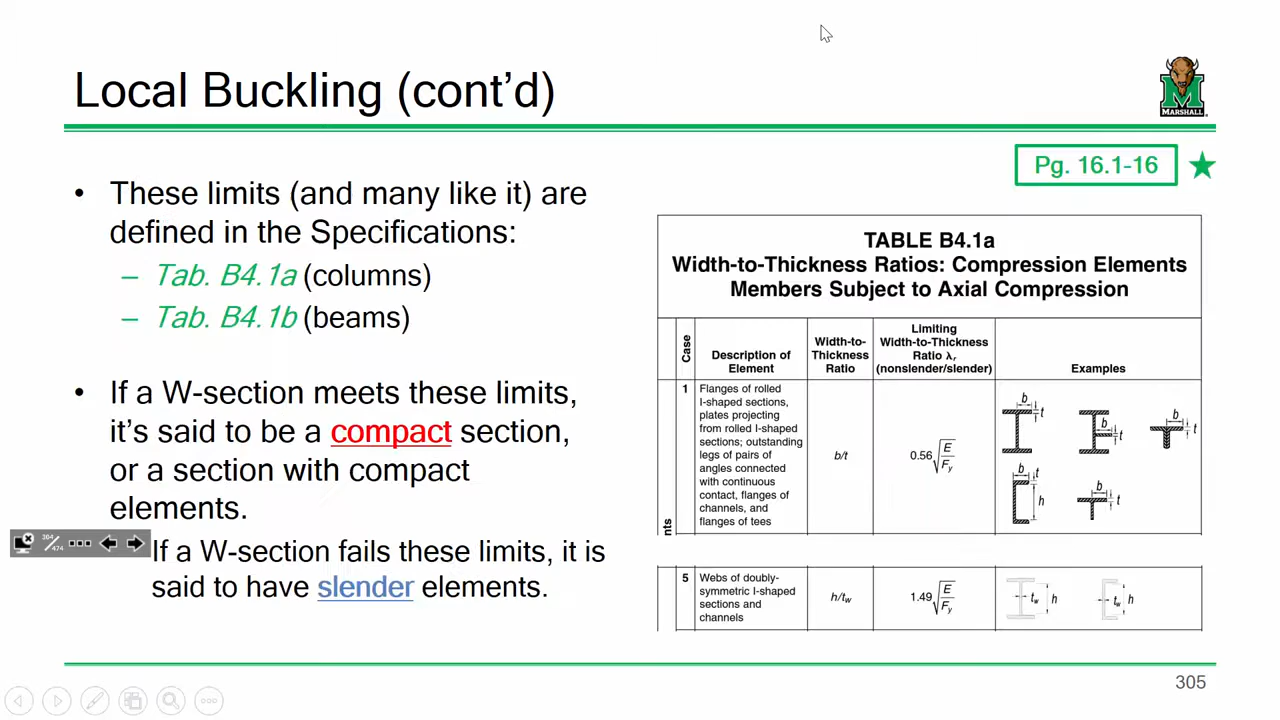 Local Buckling (cont'd)
MARSHALL
Pg. 16.1-16
• These limits (and many like it) are
defined in the Specifications:
– Tab. B4.1a (columns)
– Tab. B4.1b (beams)
• If a W-section meets these limits,
it's said to be a compact section,
or a section with compact
elements.
If a W-section fails these limits, it is
said to have slender elements.
TABLE B4.1a
Width-to-Thickness Ratios: Compression Elements
Members Subject to Axial Compression
Case
Description of
Element
Width-to-
Thickness
Ratio
Limiting
Width-to-Thickness
Ratio λr
(nonslender/slender)
Examples
1
Flanges of rolled
I-shaped sections,
plates projecting
from rolled I-shaped
sections; outstanding
legs of pairs of
angles connected
with continuous
contact, flanges of
channels, and
flanges of tees
b/t
0.56√E/Fy
b t
b t
b t
b t h
b t
nts
5
Webs of doubly-
symmetric I-shaped
sections and
channels
h/tw
1.49√E/Fy
tw h
tw h
304/474
305